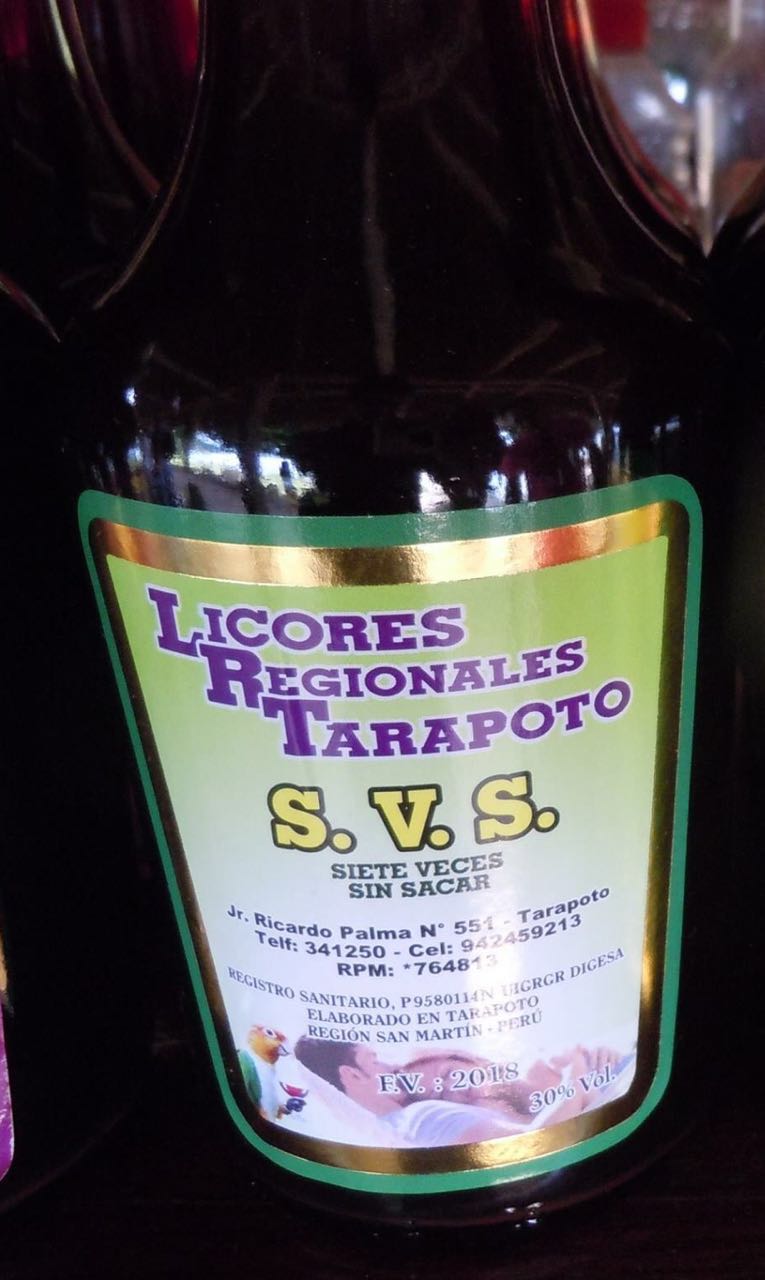 LICORES
REGIONALES
TARAPOTO
S. V. S.
SIETE VECES
SIN SACAR
Jr. Ricardo Palma N° 551 - Tarapoto
Telf: 341250 - Cel: 942459213
RPM: *764813
REGISTRO SANITARIO, P9580114N UIGRGR DIGESA
ELABORADO EN TARAPOTO
REGIÓN SAN MARTÍN - PERÚ
F.V. : 2018
30% Vol.